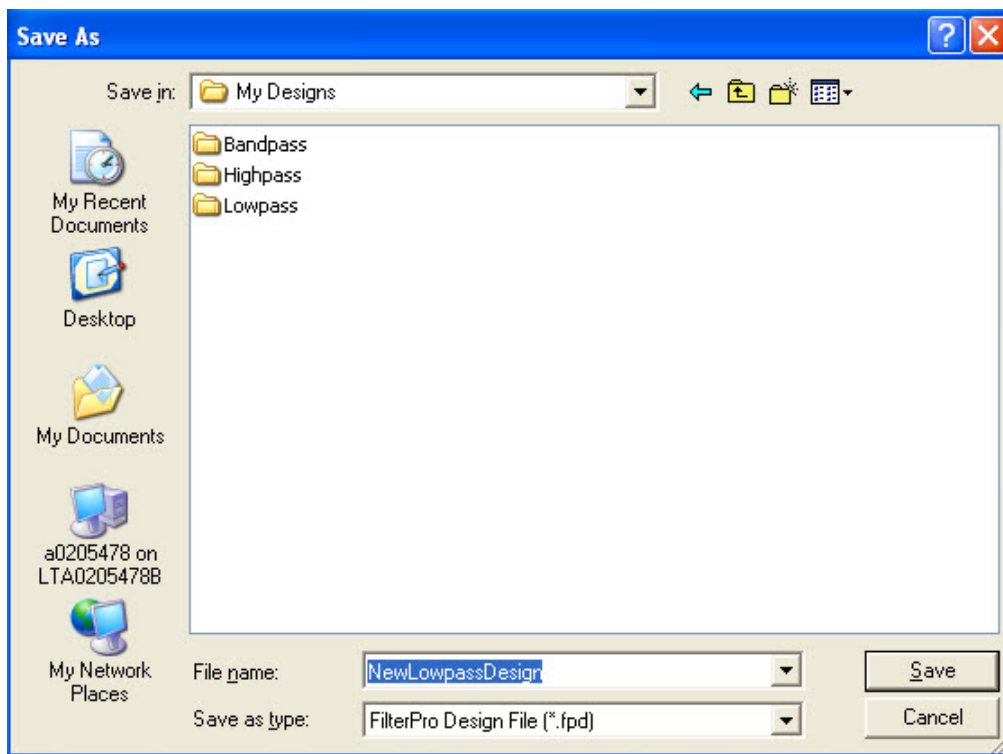 Save As
Save in: My Designs
Bandpass
Highpass
Lowpass
My Recent
Documents
Desktop
My Documents
a0205478 on
LTA0205478B
My Network
Places
File name: NewLowpassDesign
Save
Save as type: FilterPro Design File (*.fpd)
Cancel